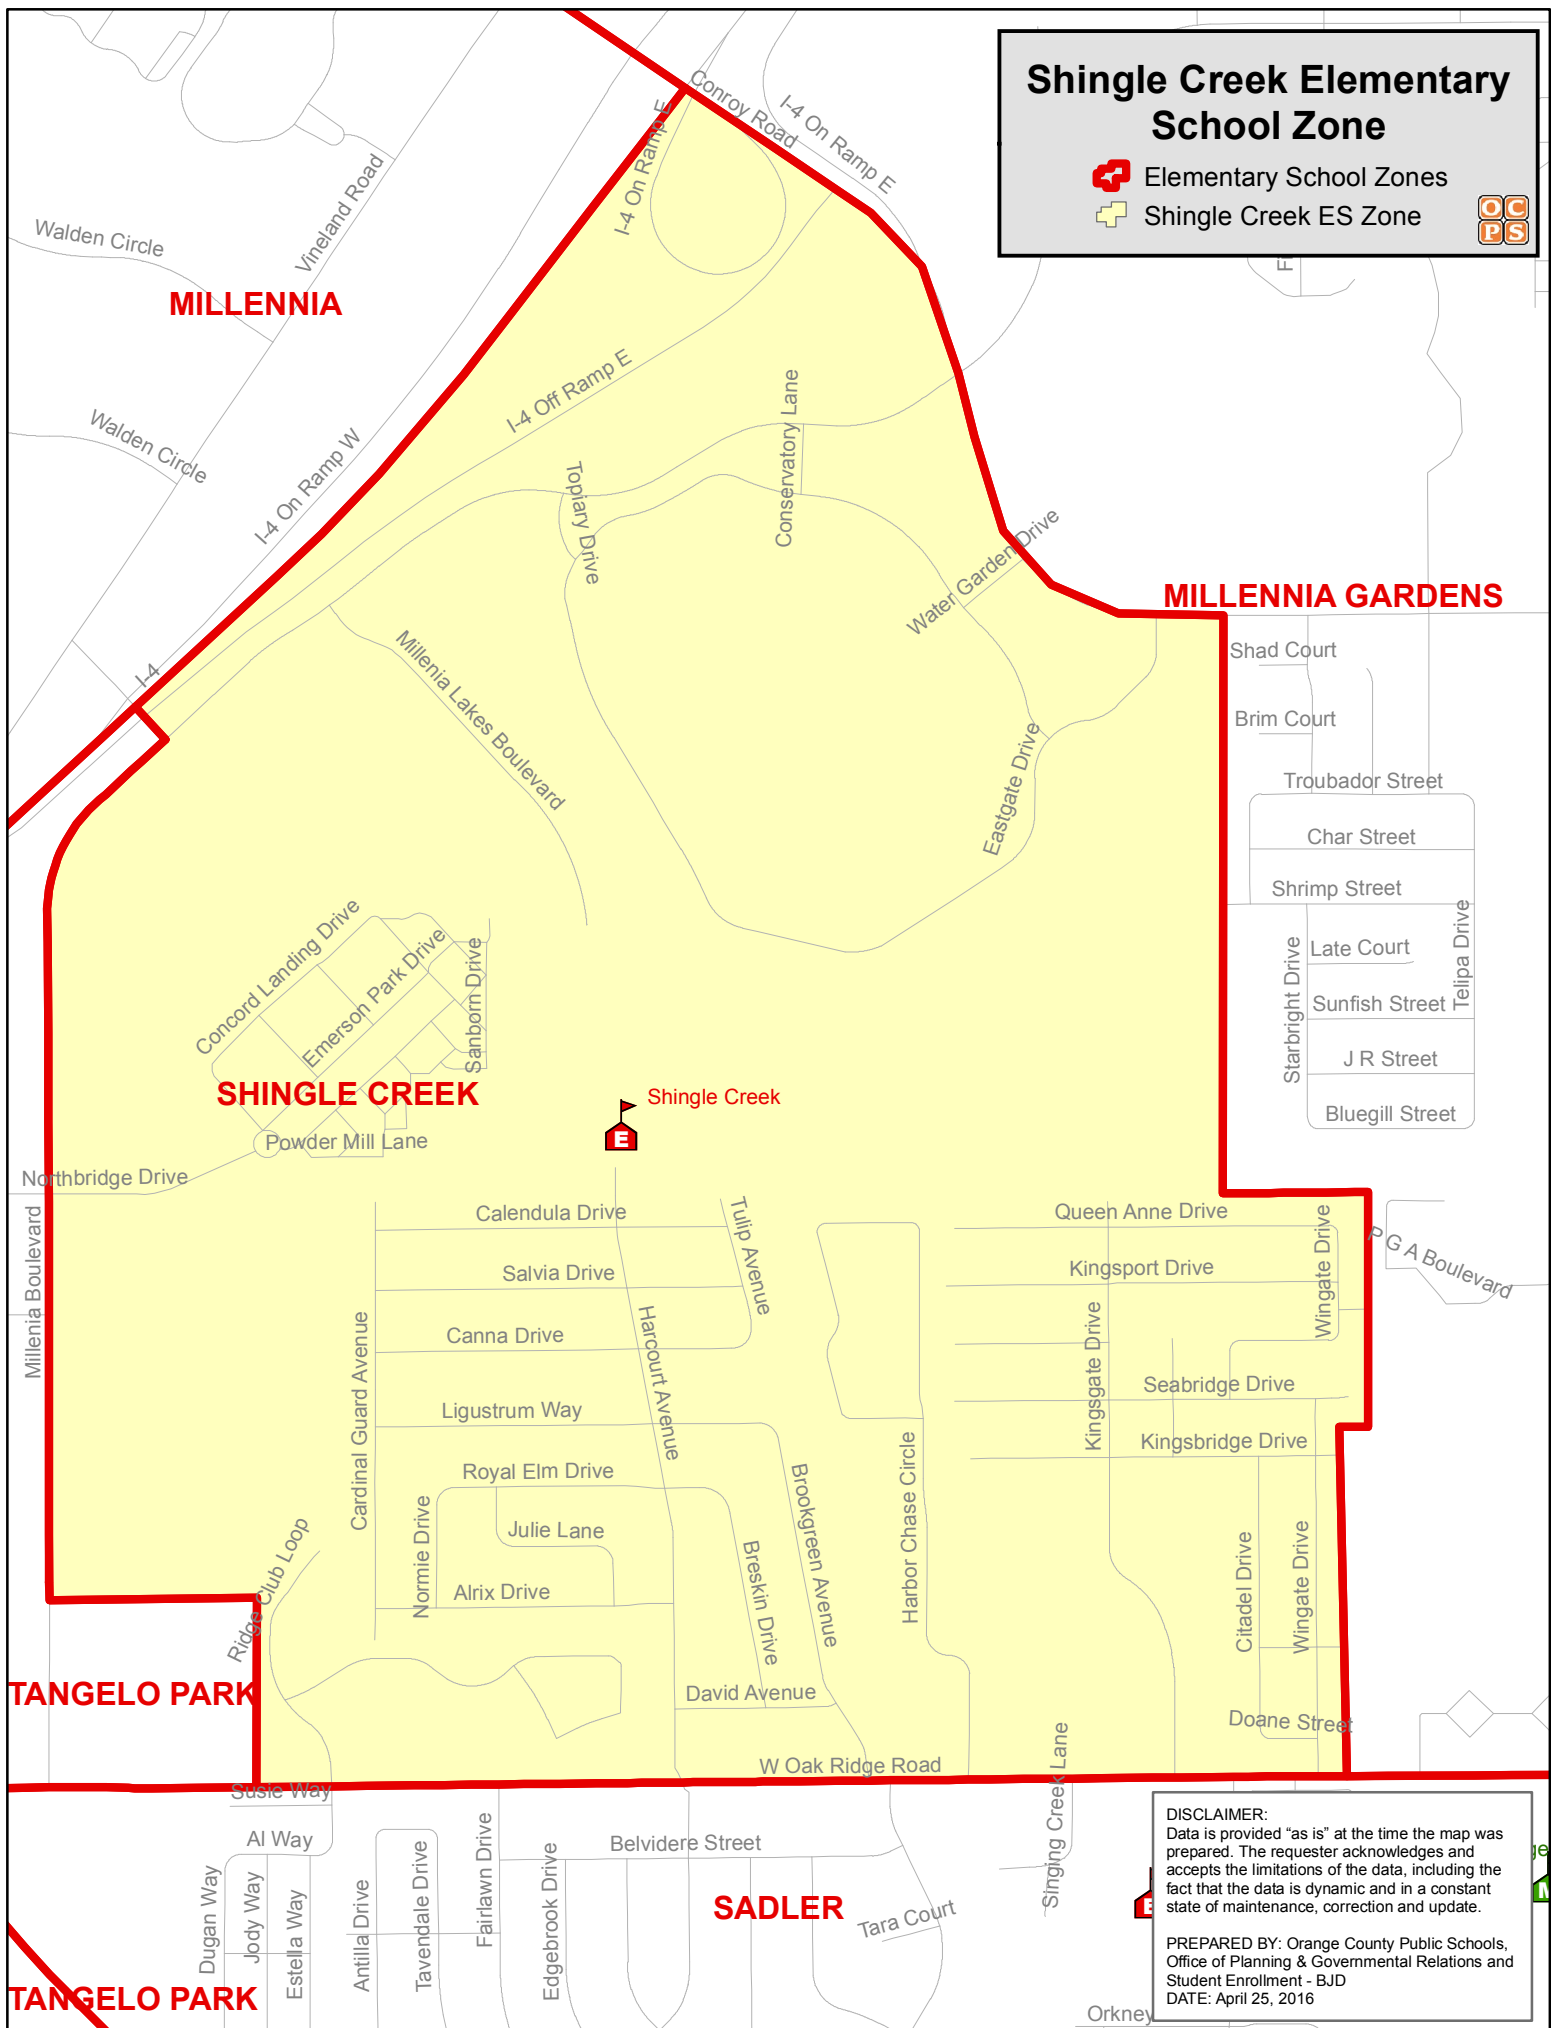 Shingle Creek Elementary
School Zone
Elementary School Zones
Shingle Creek ES Zone
O C
P S
Conroy Road
I-4 On Ramp E
I-4 On Ramp E
Vineland Road
Walden Circle
MILLENNIA
I-4 Off Ramp E
Walden Circle
I-4 On Ramp W
Conservatory Lane
Topiary Drive
Water Garden Drive
MILLENNIA GARDENS
Shad Court
I-4
Millenia Lakes Boulevard
Brim Court
Eastgate Drive
Troubador Street
Char Street
Shrimp Street
Concord Landing Drive
Emerson Park Drive
Sanborn Drive
Starbright Drive
Late Court
Telipa Drive
Sunfish Street
J R Street
SHINGLE CREEK
Shingle Creek
E
Bluegill Street
Powder Mill Lane
Northbridge Drive
Millenia Boulevard
Calendula Drive
Tulip Avenue
Queen Anne Drive
Wingate Drive
P G A Boulevard
Salvia Drive
Kingsport Drive
Canna Drive
Harcourt Avenue
Cardinal Guard Avenue
Kingsgate Drive
Seabridge Drive
Ligustrum Way
Kingsbridge Drive
Royal Elm Drive
Brookgreen Avenue
Harbor Chase Circle
Normie Drive
Julie Lane
Breskin Drive
Citadel Drive
Wingate Drive
Ridge Club Loop
Alrix Drive
TANGELO PARK
David Avenue
Doane Street
W Oak Ridge Road
Singing Creek Lane
Susie Way
Al Way
Belvidere Street
Dugan Way
Jody Way
Estella Way
Antilla Drive
Tavendale Drive
Fairlawn Drive
Edgebrook Drive
SADLER
Tara Court
TANGELO PARK
Orkney
DISCLAIMER:
Data is provided “as is” at the time the map was
prepared. The requester acknowledges and
accepts the limitations of the data, including the
fact that the data is dynamic and in a constant
state of maintenance, correction and update.
PREPARED BY: Orange County Public Schools,
Office of Planning & Governmental Relations and
Student Enrollment - BJD
DATE: April 25, 2016